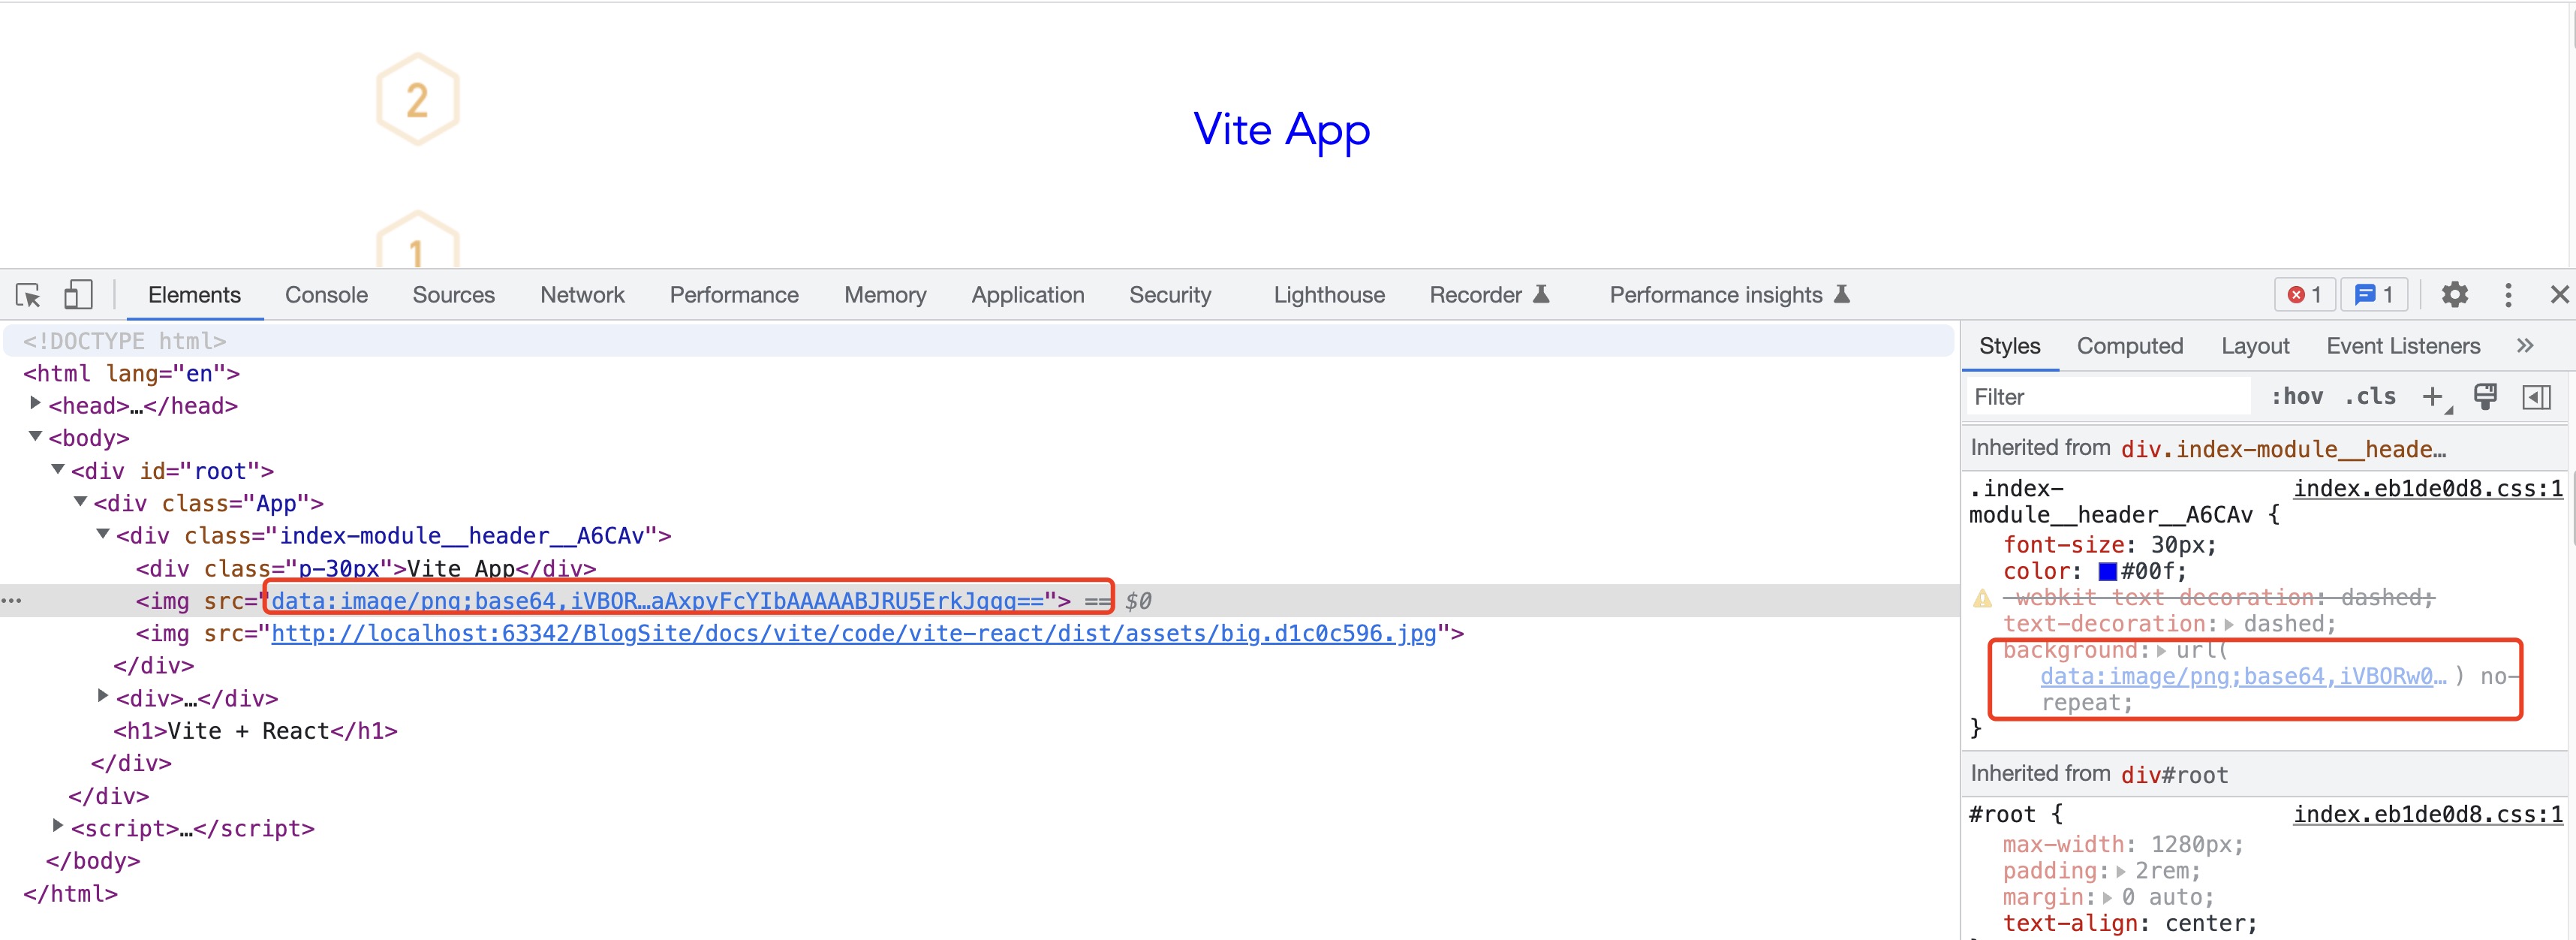 2
Vite App
1
Elements Console Sources Network Performance Memory Application Security Lighthouse Recorder Performance insights 1 1
<!DOCTYPE html>
<html lang="en">
<head>…</head>
<body>
<div id="root">
<div class="App">
<div class="index-module__header__A6CAv">
<div class="p-30px">Vite App</div>
<img src="data:image/png;base64,iVBOR…aAxpyFcYIbAAAAABJRU5ErkJggg=="> == $0
<img src="http://localhost:63342/BlogSite/docs/vite/code/vite-react/dist/assets/big.d1c0c596.jpg">
</div>
<div>…</div>
<h1>Vite + React</h1>
</div>
</div>
<script>…</script>
</body>
</html>
Styles Computed Layout Event Listeners
Filter :hov .cls
Inherited from div.index-module__heade…
.index- index.eb1de0d8.css:1
module__header__A6CAv {
font-size: 30px;
color: #00f;
-webkit-text-decoration: dashed;
text-decoration: dashed;
background: url(
data:image/png;base64,iVBORw0… ) no-
repeat;
}
Inherited from div#root
#root { index.eb1de0d8.css:1
max-width: 1280px;
padding: 2rem;
margin: 0 auto;
text-align: center;